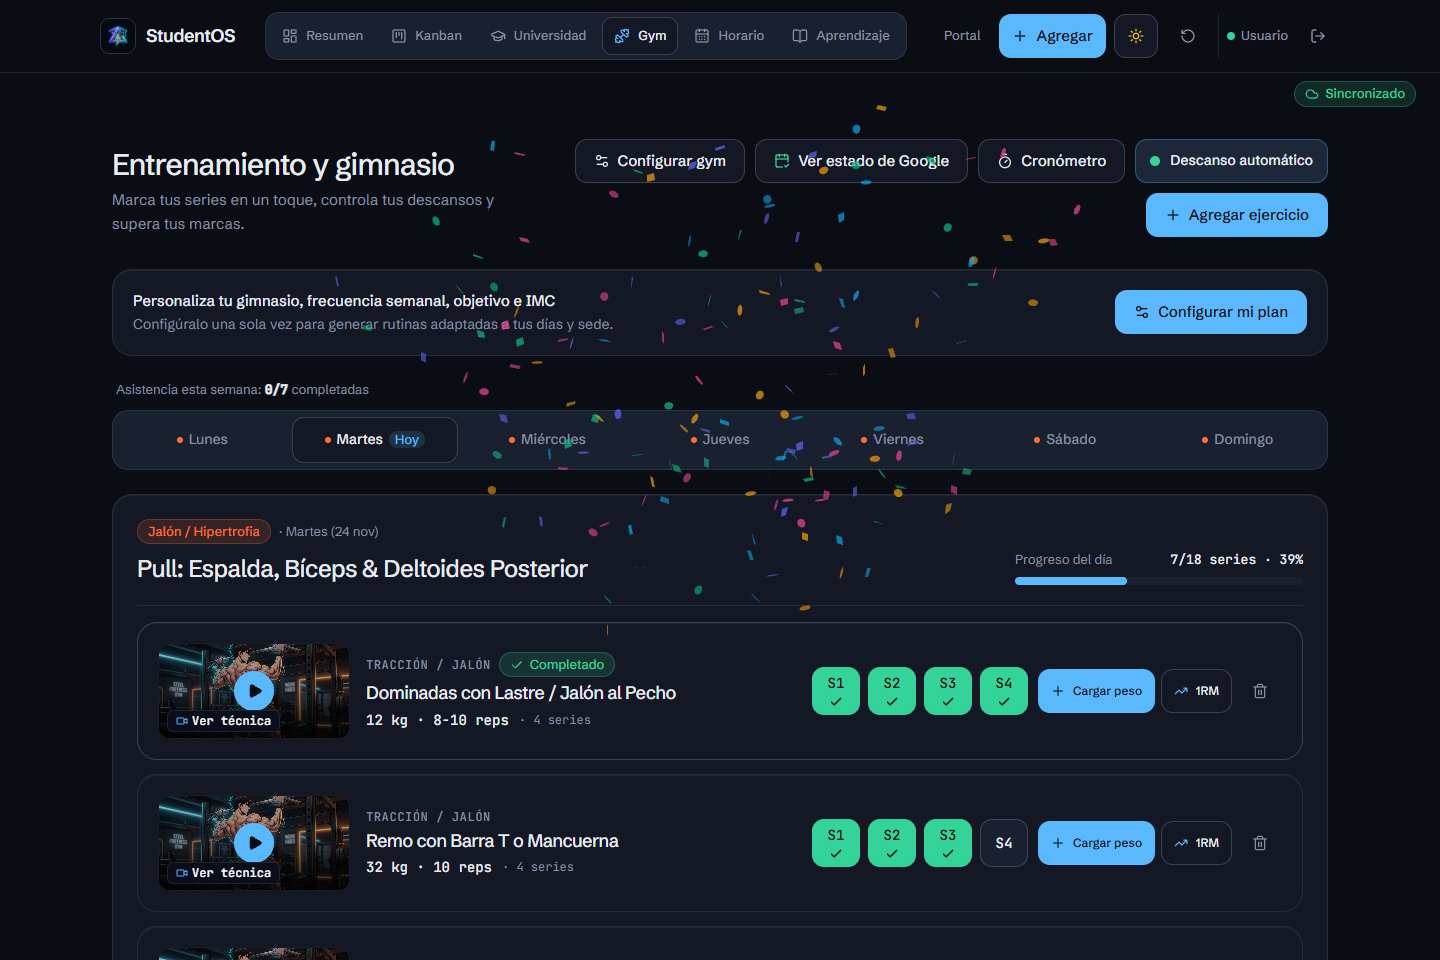 StudentOS
Resumen
Kanban
Universidad
Gym
Horario
Aprendizaje
Portal
Agregar
Usuario
Sincronizado
Entrenamiento y gimnasio
Marca tus series en un toque, controla tus descansos y
supera tus marcas.
Configurar gym
Ver estado de Google
Cronómetro
Descanso automático
Agregar ejercicio
Personaliza tu gimnasio, frecuencia semanal, objetivo e IMC
Configúralo una sola vez para generar rutinas adaptadas a tus días y sede.
Configurar mi plan
Asistencia esta semana: 0/7 completadas
Lunes
Martes Hoy
Miércoles
Jueves
Viernes
Sábado
Domingo
Jalón / Hipertrofia · Martes (24 nov)
Pull: Espalda, Bíceps & Deltoides Posterior
Progreso del día 7/18 series · 39%
Ver técnica
TRACCIÓN / JALÓN Completado
Dominadas con Lastre / Jalón al Pecho
12 kg · 8-10 reps · 4 series
S1 S2 S3 S4
Cargar peso
1RM
Ver técnica
TRACCIÓN / JALÓN
Remo con Barra T o Mancuerna
32 kg · 10 reps · 4 series
S1 S2 S3 S4
Cargar peso
1RM